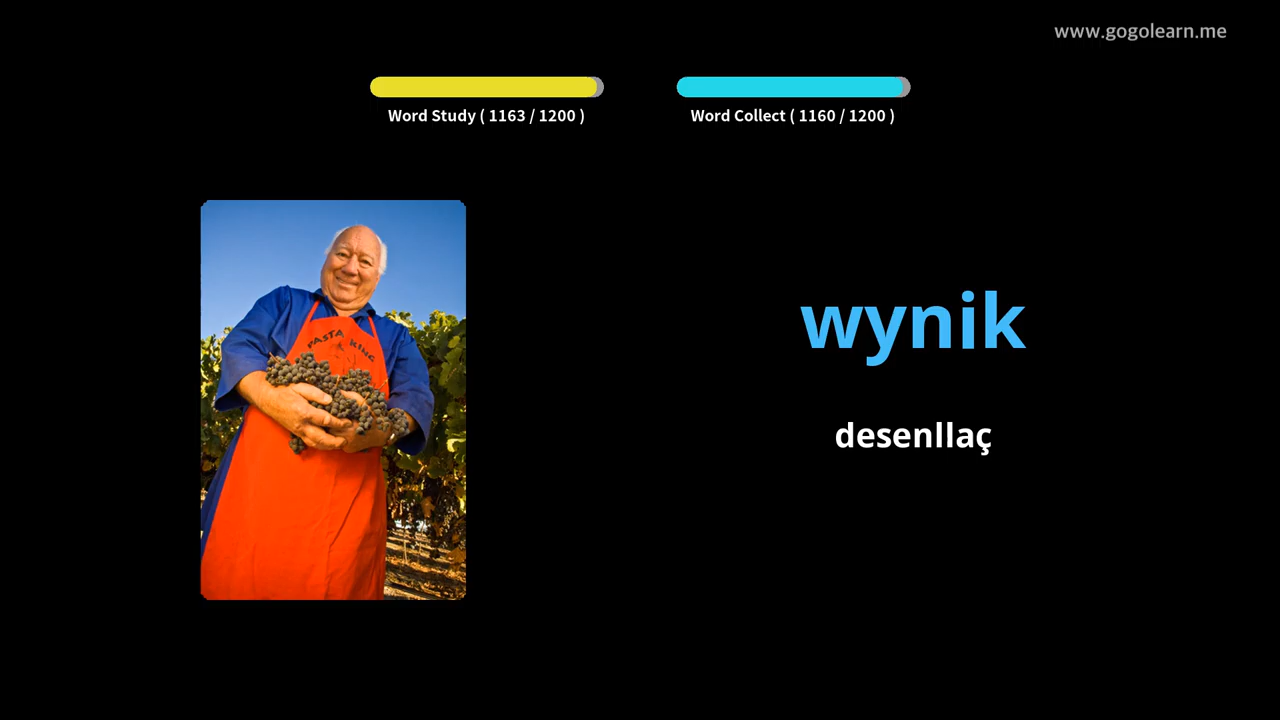 www.gogolearn.me
Word Study ( 1163 / 1200 )
Word Collect ( 1160 / 1200 )
PASTA KING
wynik
desenllaç